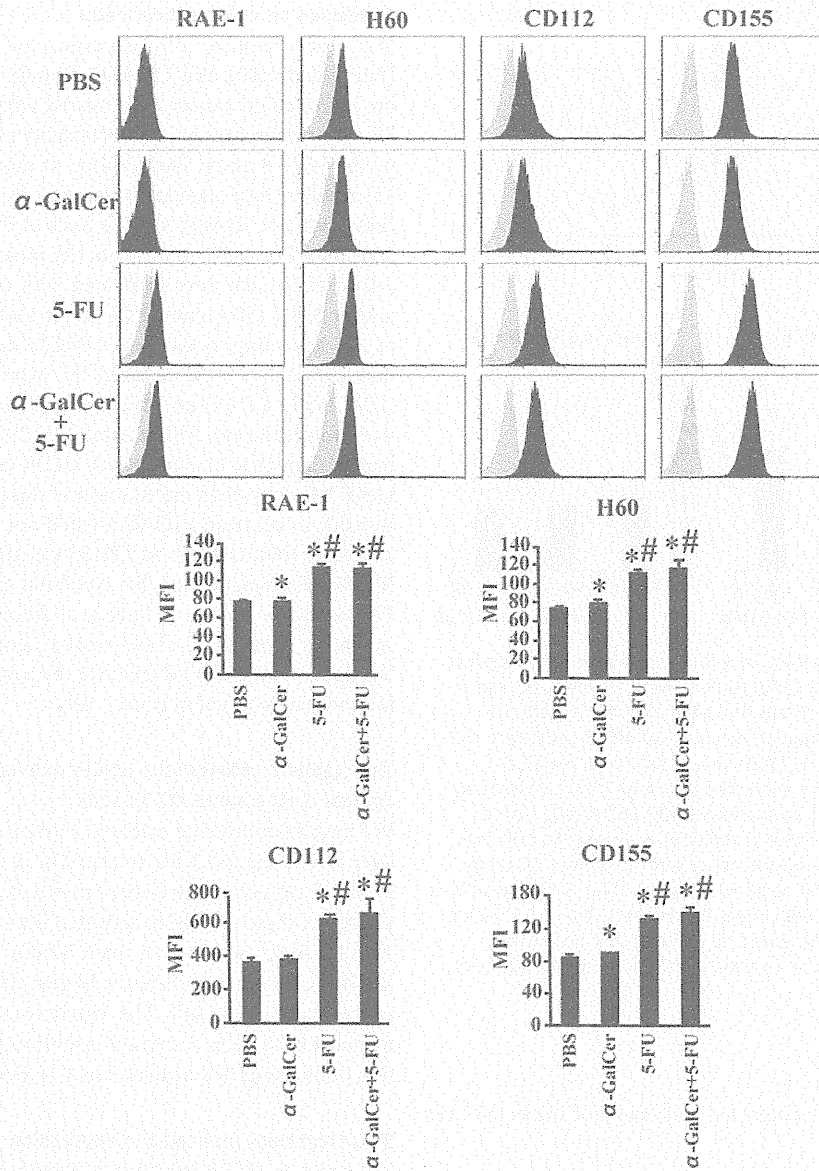 RAE-1 H60 CD112 CD155
PBS
α-GalCer
5-FU
α-GalCer
+
5-FU
RAE-1
MFI
140
120
100
80
60
40
20
0
* *# *#
PBS α-GalCer 5-FU α-GalCer+5-FU
H60
MFI
140
120
100
80
60
40
20
0
* *# *#
PBS α-GalCer 5-FU α-GalCer+5-FU
CD112
MFI
800
600
400
200
0
*# *#
PBS α-GalCer 5-FU α-GalCer+5-FU
CD155
MFI
180
120
80
40
0
* *# *#
PBS α-GalCer 5-FU α-GalCer+5-FU